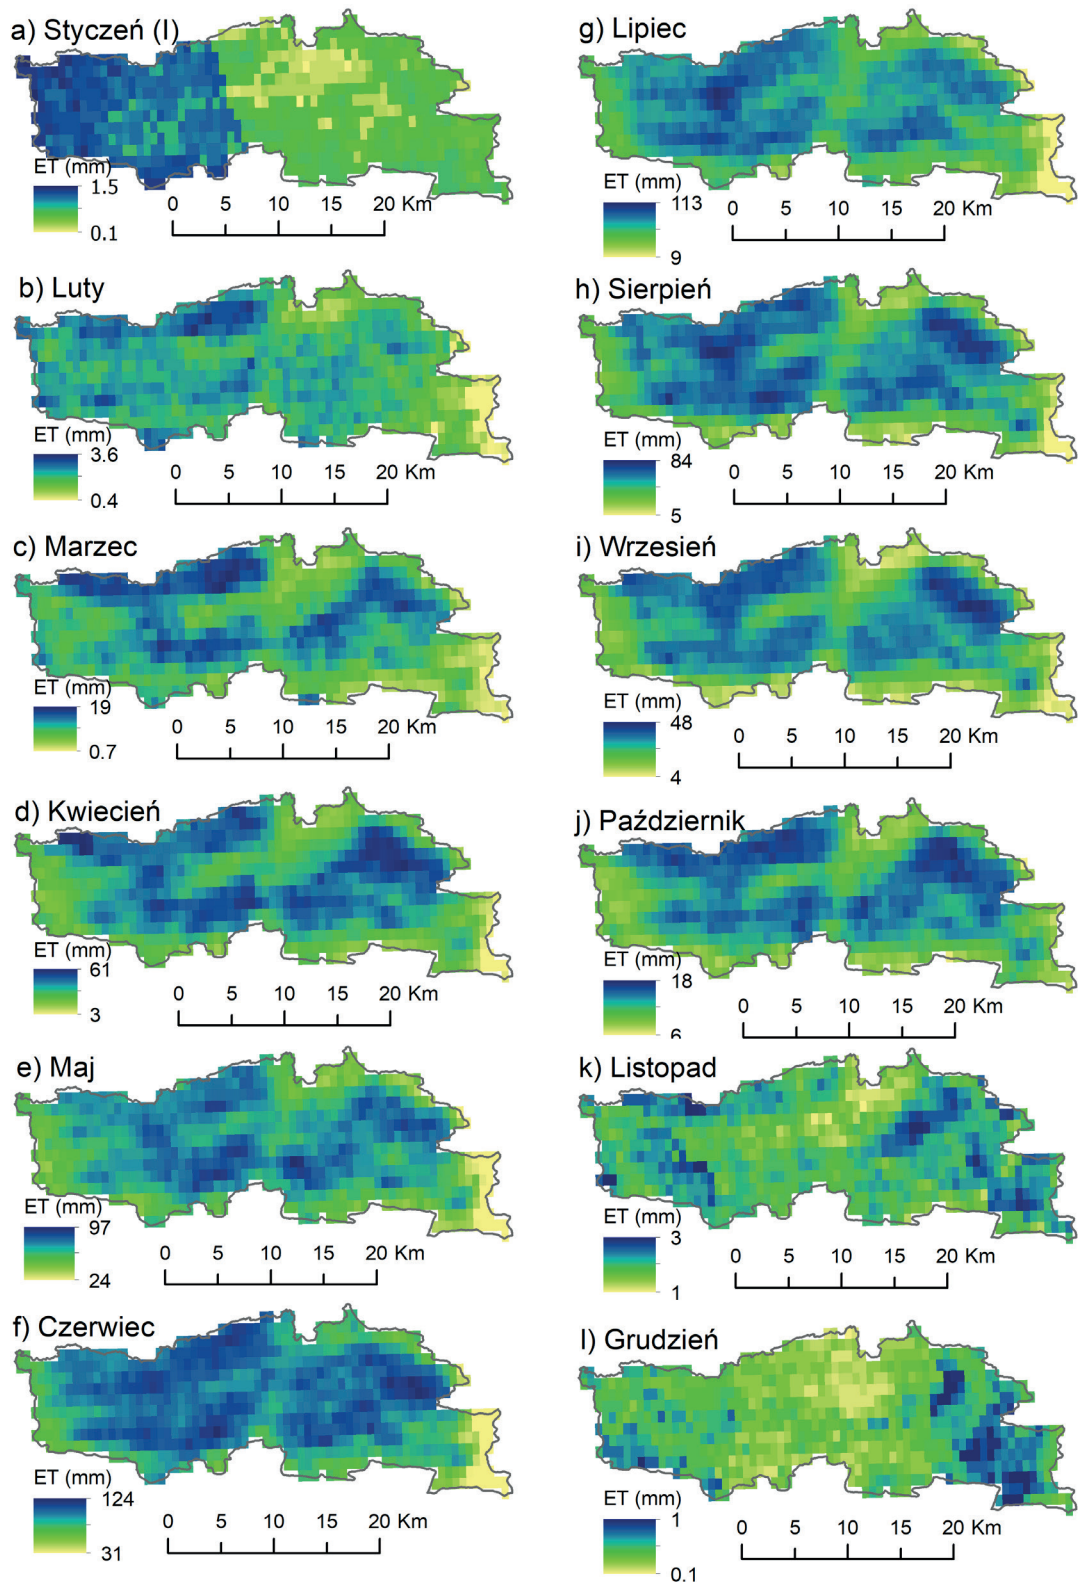 a) Styczeń (I)
ET (mm)
1.5
0.1
0 5 10 15 20 Km
b) Luty
ET (mm)
3.6
0.4
0 5 10 15 20 Km
c) Marzec
ET (mm)
19
0.7
0 5 10 15 20 Km
d) Kwiecień
ET (mm)
61
3
0 5 10 15 20 Km
e) Maj
ET (mm)
97
24
0 5 10 15 20 Km
f) Czerwiec
ET (mm)
124
31
0 5 10 15 20 Km
g) Lipiec
ET (mm)
113
9
0 5 10 15 20 Km
h) Sierpień
ET (mm)
84
5
0 5 10 15 20 Km
i) Wrzesień
ET (mm)
48
4
0 5 10 15 20 Km
j) Październik
ET (mm)
18
6
0 5 10 15 20 Km
k) Listopad
ET (mm)
3
1
0 5 10 15 20 Km
l) Grudzień
ET (mm)
1
0.1
0 5 10 15 20 Km